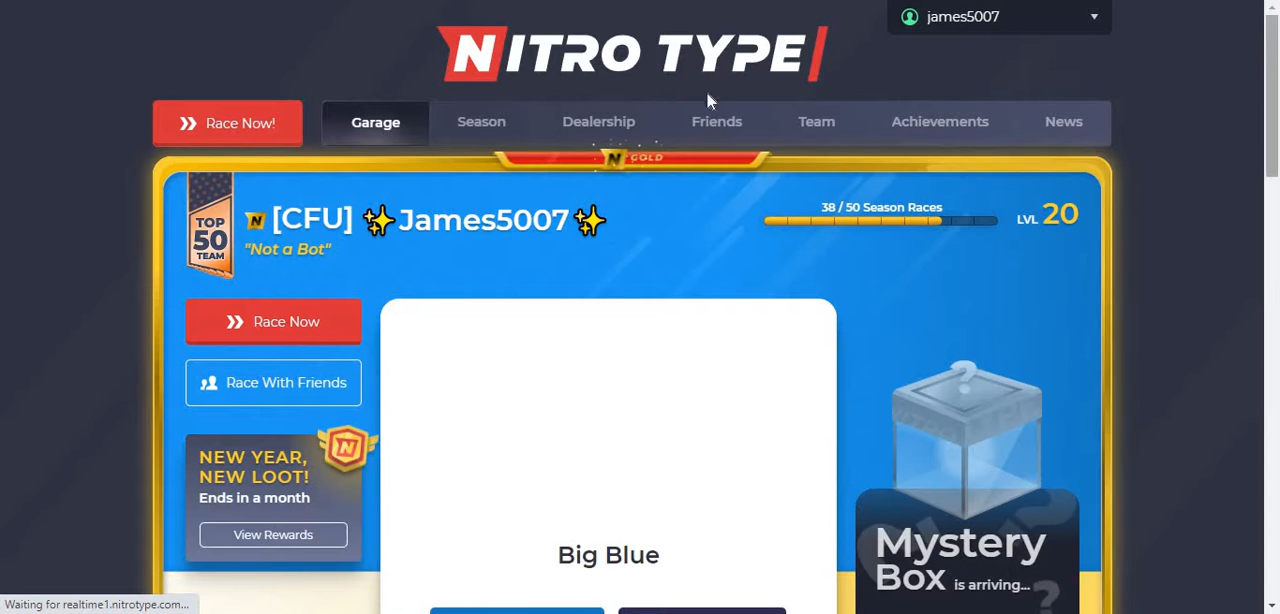 james5007
NITRO TYPE
Race Now!
Garage
Season
Dealership
Friends
Team
Achievements
News
N GOLD
TOP
50
TEAM
N [CFU] ✨James5007✨
"Not a Bot"
38 / 50 Season Races
LVL 20
Race Now
Race With Friends
N
NEW YEAR,
NEW LOOT!
Ends in a month
View Rewards
Big Blue
?
Mystery
Box is arriving...
?
Waiting for realtime1.nitrotype.com...